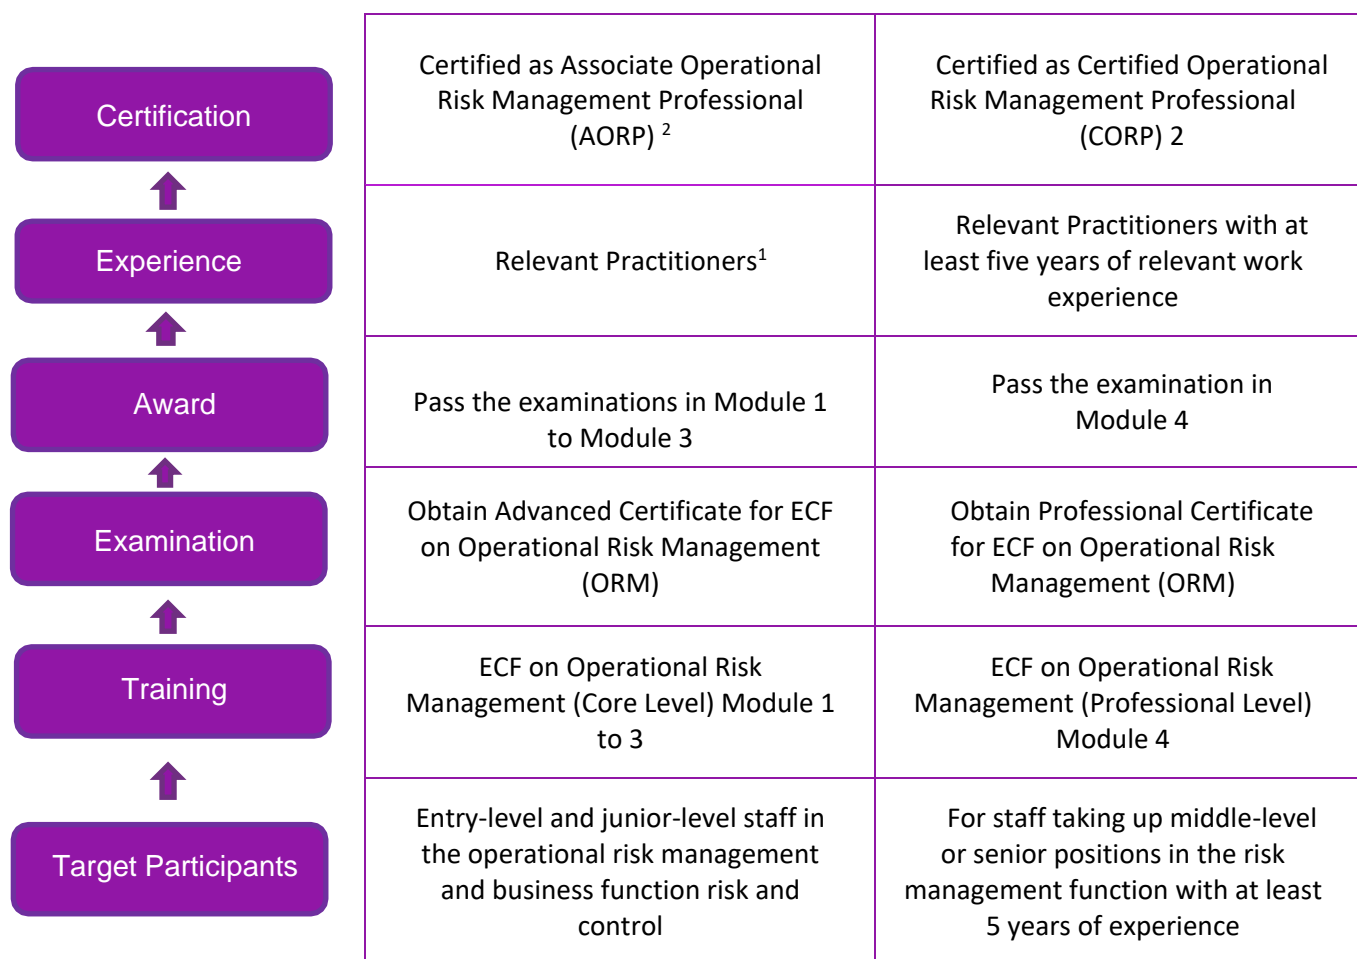 Certification
Certified as Associate Operational
Risk Management Professional
(AORP) 2
Certified as Certified Operational
Risk Management Professional
(CORP) 2
Experience
Relevant Practitioners1
Relevant Practitioners with at
least five years of relevant work
experience
Award
Pass the examinations in Module 1
to Module 3
Pass the examination in
Module 4
Examination
Obtain Advanced Certificate for ECF
on Operational Risk Management
(ORM)
Obtain Professional Certificate
for ECF on Operational Risk
Management (ORM)
Training
ECF on Operational Risk
Management (Core Level) Module 1
to 3
ECF on Operational Risk
Management (Professional Level)
Module 4
Target Participants
Entry-level and junior-level staff in
the operational risk management
and business function risk and
control
For staff taking up middle-level
or senior positions in the risk
management function with at least
5 years of experience